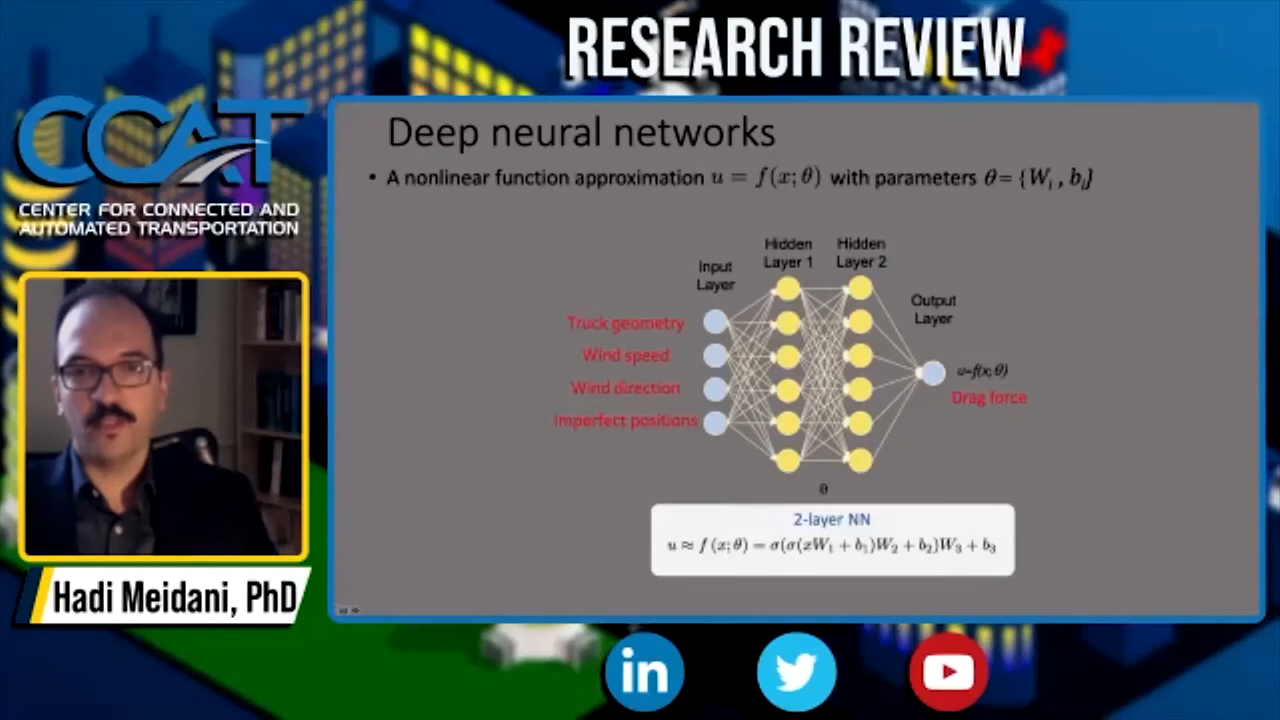 RESEARCH REVIEW
CCAT
CENTER FOR CONNECTED AND
AUTOMATED TRANSPORTATION
Hadi Meidani, PhD
Deep neural networks
• A nonlinear function approximation u = f(x; θ) with parameters θ = {Wᵢ , bᵢ}
Input
Layer
Hidden
Layer 1
Hidden
Layer 2
Output
Layer
Truck geometry
Wind speed
Wind direction
Imperfect positions
u=f(x; θ)
Drag force
θ
2-layer NN
u ≈ f (x; θ) = σ(σ(xW₁ + b₁)W₂ + b₂)W₃ + b₃
in